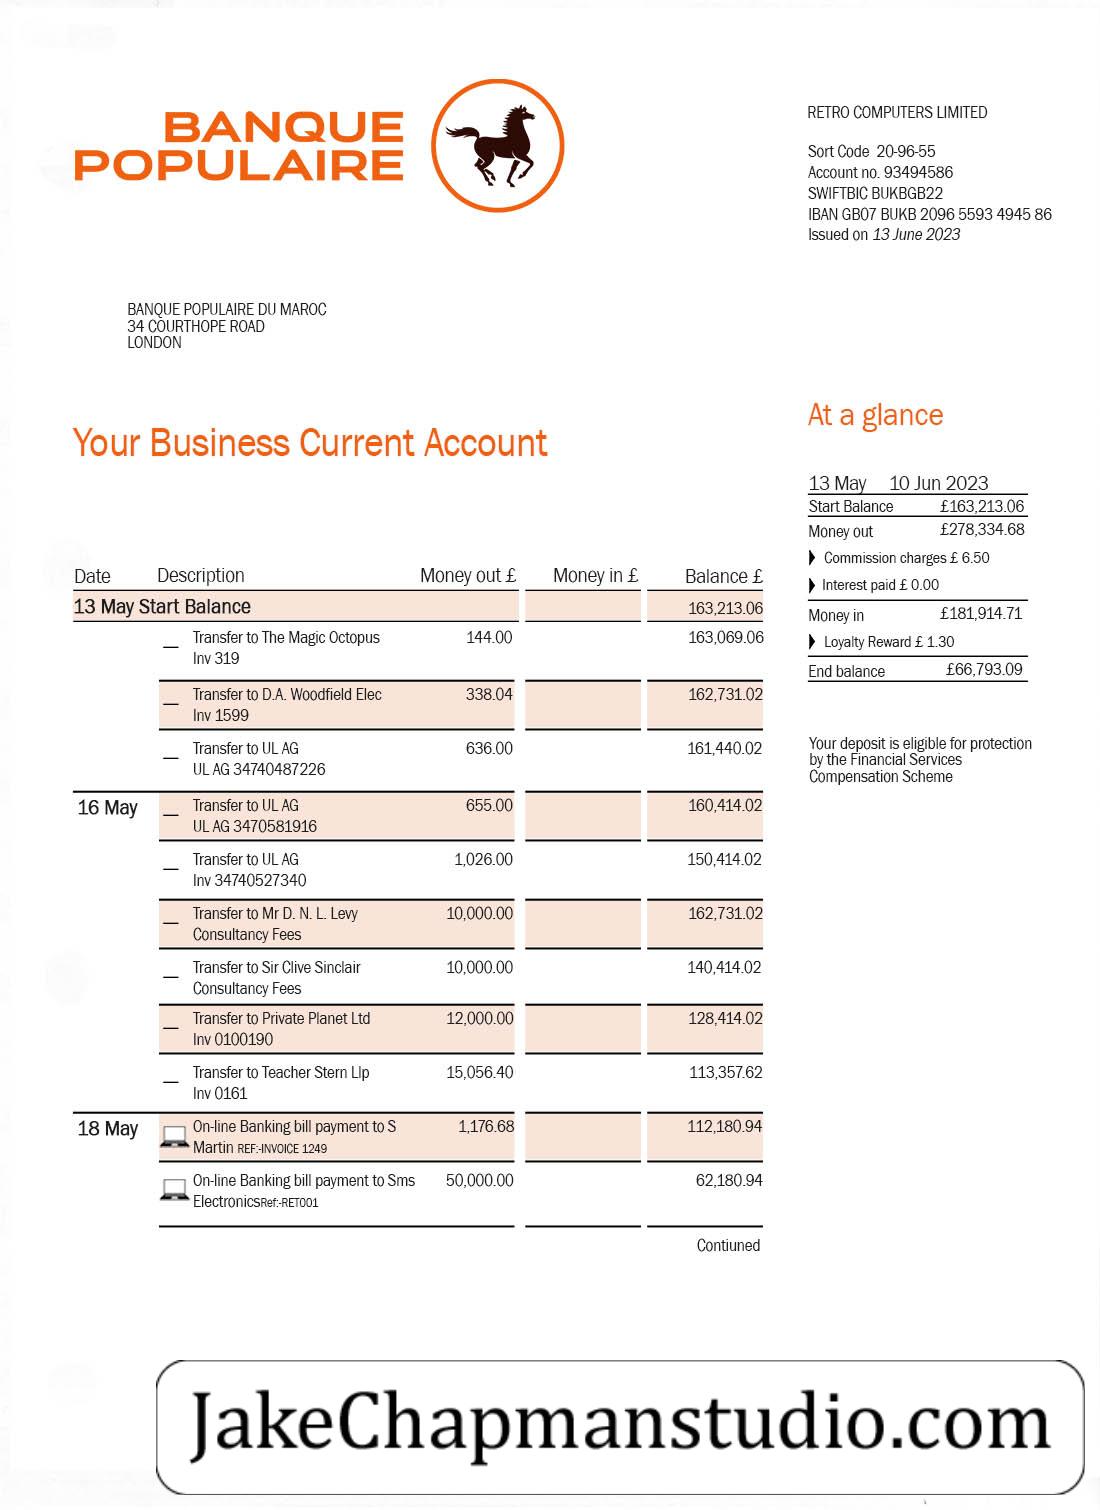 BANQUE
POPULAIRE
RETRO COMPUTERS LIMITED
Sort Code 20-96-55
Account no. 93494586
SWIFTBIC BUKBGB22
IBAN GB07 BUKB 2096 5593 4945 86
Issued on 13 June 2023
BANQUE POPULAIRE DU MAROC
34 COURTHOPE ROAD
LONDON
Your Business Current Account
At a glance
13 May 10 Jun 2023
Start Balance £163,213.06
Money out £278,334.68
Commission charges £ 6.50
Interest paid £ 0.00
Money in £181,914.71
Loyalty Reward £ 1.30
End balance £66,793.09
Your deposit is eligible for protection
by the Financial Services
Compensation Scheme
Date Description Money out £ Money in £ Balance £
13 May Start Balance 163,213.06
Transfer to The Magic Octopus 144.00 163,069.06
Inv 319
Transfer to D.A. Woodfield Elec 338.04 162,731.02
Inv 1599
Transfer to UL AG 636.00 161,440.02
UL AG 34740487226
16 May Transfer to UL AG 655.00 160,414.02
UL AG 3470581916
Transfer to UL AG 1,026.00 150,414.02
Inv 34740527340
Transfer to Mr D. N. L. Levy 10,000.00 162,731.02
Consultancy Fees
Transfer to Sir Clive Sinclair 10,000.00 140,414.02
Consultancy Fees
Transfer to Private Planet Ltd 12,000.00 128,414.02
Inv 0100190
Transfer to Teacher Stern Llp 15,056.40 113,357.62
Inv 0161
18 May On-line Banking bill payment to S 1,176.68 112,180.94
Martin REF:-INVOICE 1249
On-line Banking bill payment to Sms 50,000.00 62,180.94
ElectronicsRef:-RET001
Contiuned
JakeChapmanstudio.com